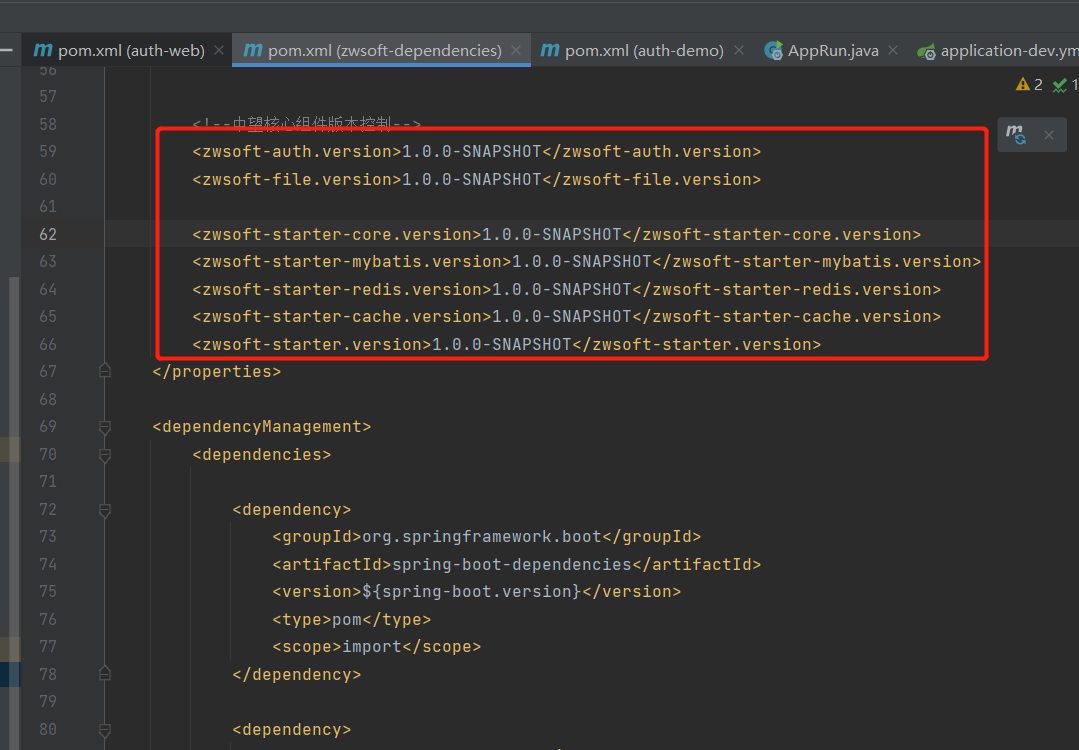 pom.xml (auth-web) pom.xml (zwsoft-dependencies) pom.xml (auth-demo) AppRun.java application-dev.ym
56
2 1
57
58 <!--中望核心组件版本控制-->
59 <zwsoft-auth.version>1.0.0-SNAPSHOT</zwsoft-auth.version>
60 <zwsoft-file.version>1.0.0-SNAPSHOT</zwsoft-file.version>
61
62 <zwsoft-starter-core.version>1.0.0-SNAPSHOT</zwsoft-starter-core.version>
63 <zwsoft-starter-mybatis.version>1.0.0-SNAPSHOT</zwsoft-starter-mybatis.version>
64 <zwsoft-starter-redis.version>1.0.0-SNAPSHOT</zwsoft-starter-redis.version>
65 <zwsoft-starter-cache.version>1.0.0-SNAPSHOT</zwsoft-starter-cache.version>
66 <zwsoft-starter.version>1.0.0-SNAPSHOT</zwsoft-starter.version>
67 </properties>
68
69 <dependencyManagement>
70 <dependencies>
71
72 <dependency>
73 <groupId>org.springframework.boot</groupId>
74 <artifactId>spring-boot-dependencies</artifactId>
75 <version>${spring-boot.version}</version>
76 <type>pom</type>
77 <scope>import</scope>
78 </dependency>
79
80 <dependency>